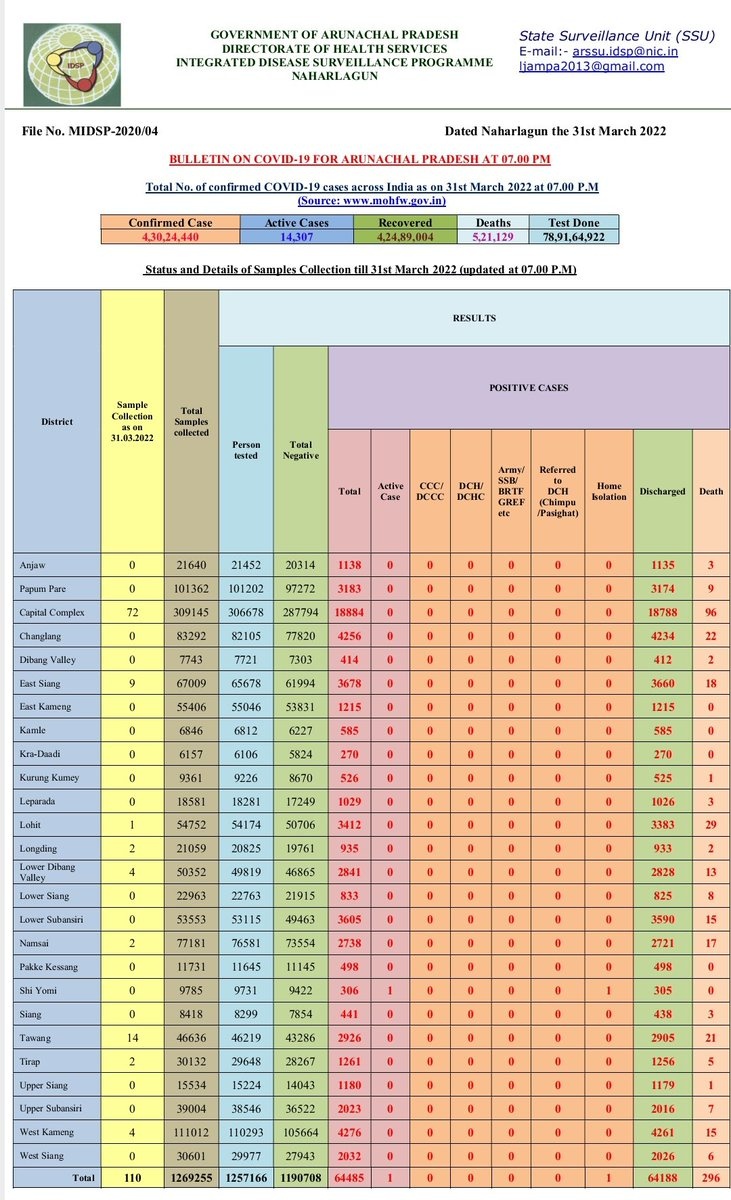 IDSP
GOVERNMENT OF ARUNACHAL PRADESH
DIRECTORATE OF HEALTH SERVICES
INTEGRATED DISEASE SURVEILLANCE PROGRAMME
NAHARLAGUN
State Surveillance Unit (SSU)
E-mail:- arssu.idsp@nic.in
ljampa2013@gmail.com
File No. MIDSP-2020/04 Dated Naharlagun the 31st March 2022
BULLETIN ON COVID-19 FOR ARUNACHAL PRADESH AT 07.00 PM
Total No. of confirmed COVID-19 cases across India as on 31st March 2022 at 07.00 P.M
(Source: www.mohfw.gov.in)
Confirmed Case Active Cases Recovered Deaths Test Done
4,30,24,440 14,307 4,24,89,004 5,21,129 78,91,64,922
Status and Details of Samples Collection till 31st March 2022 (updated at 07.00 P.M)
District
Sample
Collection
as on
31.03.2022
Total
Samples
collected
RESULTS
Person
tested
Total
Negative
POSITIVE CASES
Total
Active
Case
CCC/
DCCC
DCH/
DCHC
Army/
SSB/
BRTF
GREF
etc
Referred
to
DCH
(Chimpu
/Pasighat)
Home
Isolation
Discharged
Death
Anjaw 0 21640 21452 20314 1138 0 0 0 0 0 0 1135 3
Papum Pare 0 101362 101202 97272 3183 0 0 0 0 0 0 3174 9
Capital Complex 72 309145 306678 287794 18884 0 0 0 0 0 0 18788 96
Changlang 0 83292 82105 77820 4256 0 0 0 0 0 0 4234 22
Dibang Valley 0 7743 7721 7303 414 0 0 0 0 0 0 412 2
East Siang 9 67009 65678 61994 3678 0 0 0 0 0 0 3660 18
East Kameng 0 55406 55046 53831 1215 0 0 0 0 0 0 1215 0
Kamle 0 6846 6812 6227 585 0 0 0 0 0 0 585 0
Kra-Daadi 0 6157 6106 5824 270 0 0 0 0 0 0 270 0
Kurung Kumey 0 9361 9226 8670 526 0 0 0 0 0 0 525 1
Leparada 0 18581 18281 17249 1029 0 0 0 0 0 0 1026 3
Lohit 1 54752 54174 50706 3412 0 0 0 0 0 0 3383 29
Longding 2 21059 20825 19761 935 0 0 0 0 0 0 933 2
Lower Dibang
Valley 4 50352 49819 46865 2841 0 0 0 0 0 0 2828 13
Lower Siang 0 22963 22763 21915 833 0 0 0 0 0 0 825 8
Lower Subansiri 0 53553 53115 49463 3605 0 0 0 0 0 0 3590 15
Namsai 2 77181 76581 73554 2738 0 0 0 0 0 0 2721 17
Pakke Kessang 0 11731 11645 11145 498 0 0 0 0 0 0 498 0
Shi Yomi 0 9785 9731 9422 306 1 0 0 0 0 1 305 0
Siang 0 8418 8299 7854 441 0 0 0 0 0 0 438 3
Tawang 14 46636 46219 43286 2926 0 0 0 0 0 0 2905 21
Tirap 2 30132 29648 28267 1261 0 0 0 0 0 0 1256 5
Upper Siang 0 15534 15224 14043 1180 0 0 0 0 0 0 1179 1
Upper Subansiri 0 39004 38546 36522 2023 0 0 0 0 0 0 2016 7
West Kameng 4 111012 110293 105664 4276 0 0 0 0 0 0 4261 15
West Siang 0 30601 29977 27943 2032 0 0 0 0 0 0 2026 6
Total 110 1269255 1257166 1190708 64485 1 0 0 0 0 1 64188 296